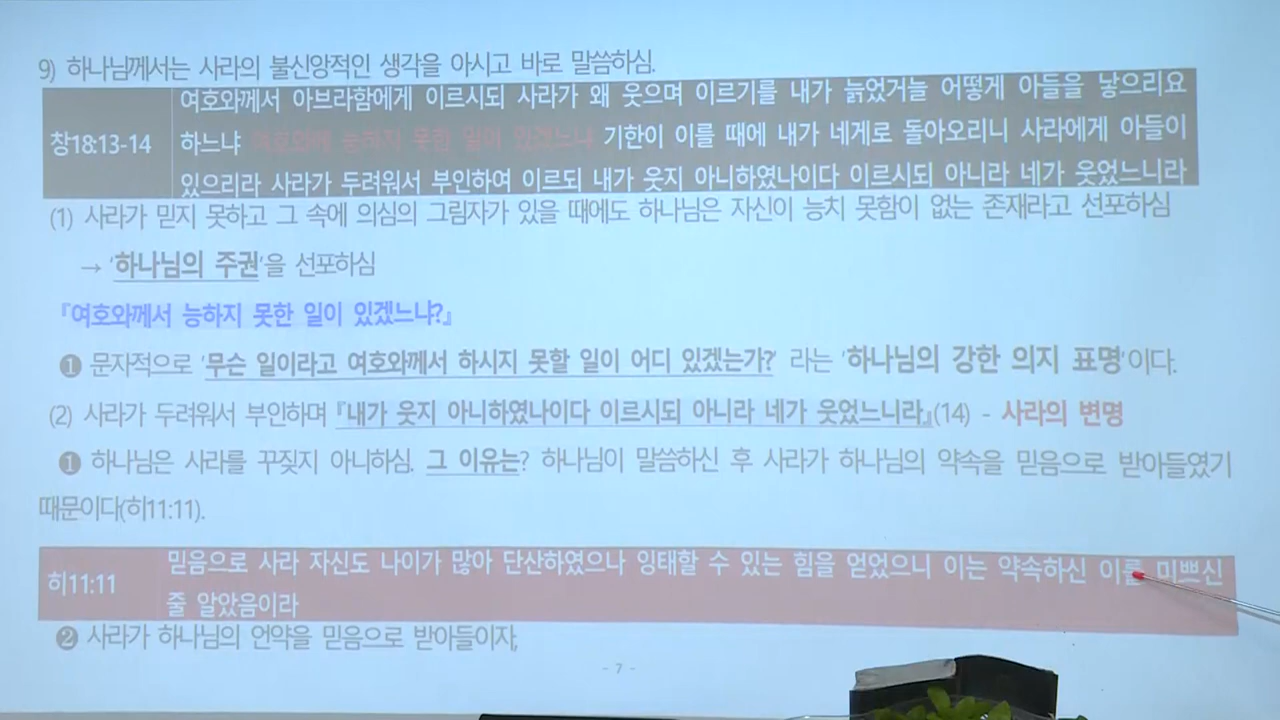 9) 하나님께서는 사라의 불신앙적인 생각을 아시고 바로 말씀하심.
창18:13-14
여호와께서 아브라함에게 이르시되 사라가 왜 웃으며 이르기를 내가 늙었거늘 어떻게 아들을 낳으리요
하느냐 여호와께 능하지 못한 일이 있겠느냐 기한이 이를 때에 내가 네게로 돌아오리니 사라에게 아들이
있으리라 사라가 두려워서 부인하여 이르되 내가 웃지 아니하였나이다 이르시되 아니라 네가 웃었느니라
(1) 사라가 믿지 못하고 그 속에 의심의 그림자가 있을 때에도 하나님은 자신이 능치 못함이 없는 존재라고 선포하심
→ '하나님의 주권'을 선포하심
『여호와께서 능하지 못한 일이 있겠느냐?』
❶ 문자적으로 '무슨 일이라고 여호와께서 하시지 못할 일이 어디 있겠는가?' 라는 '하나님의 강한 의지 표명'이다.
(2) 사라가 두려워서 부인하며 『내가 웃지 아니하였나이다 이르시되 아니라 네가 웃었느니라』(14) - 사라의 변명
❶ 하나님은 사라를 꾸짖지 아니하심. 그 이유는? 하나님이 말씀하신 후 사라가 하나님의 약속을 믿음으로 받아들였기
때문이다(히11:11).
히11:11
믿음으로 사라 자신도 나이가 많아 단산하였으나 잉태할 수 있는 힘을 얻었으니 이는 약속하신 이를 미쁘신
줄 알았음이라
❷ 사라가 하나님의 언약을 믿음으로 받아들이자,
- 7 -